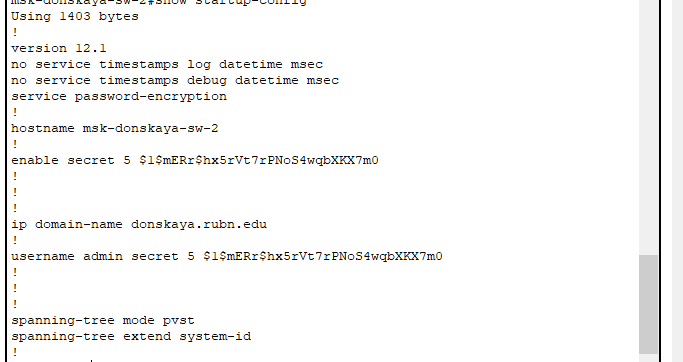 msk-donskaya-sw-2#show startup-config
Using 1403 bytes
!
version 12.1
no service timestamps log datetime msec
no service timestamps debug datetime msec
service password-encryption
!
hostname msk-donskaya-sw-2
!
enable secret 5 $1$mERr$hx5rVt7rPNoS4wqbXKX7m0
!
!
!
ip domain-name donskaya.rubn.edu
!
username admin secret 5 $1$mERr$hx5rVt7rPNoS4wqbXKX7m0
!
!
!
spanning-tree mode pvst
spanning-tree extend system-id
!